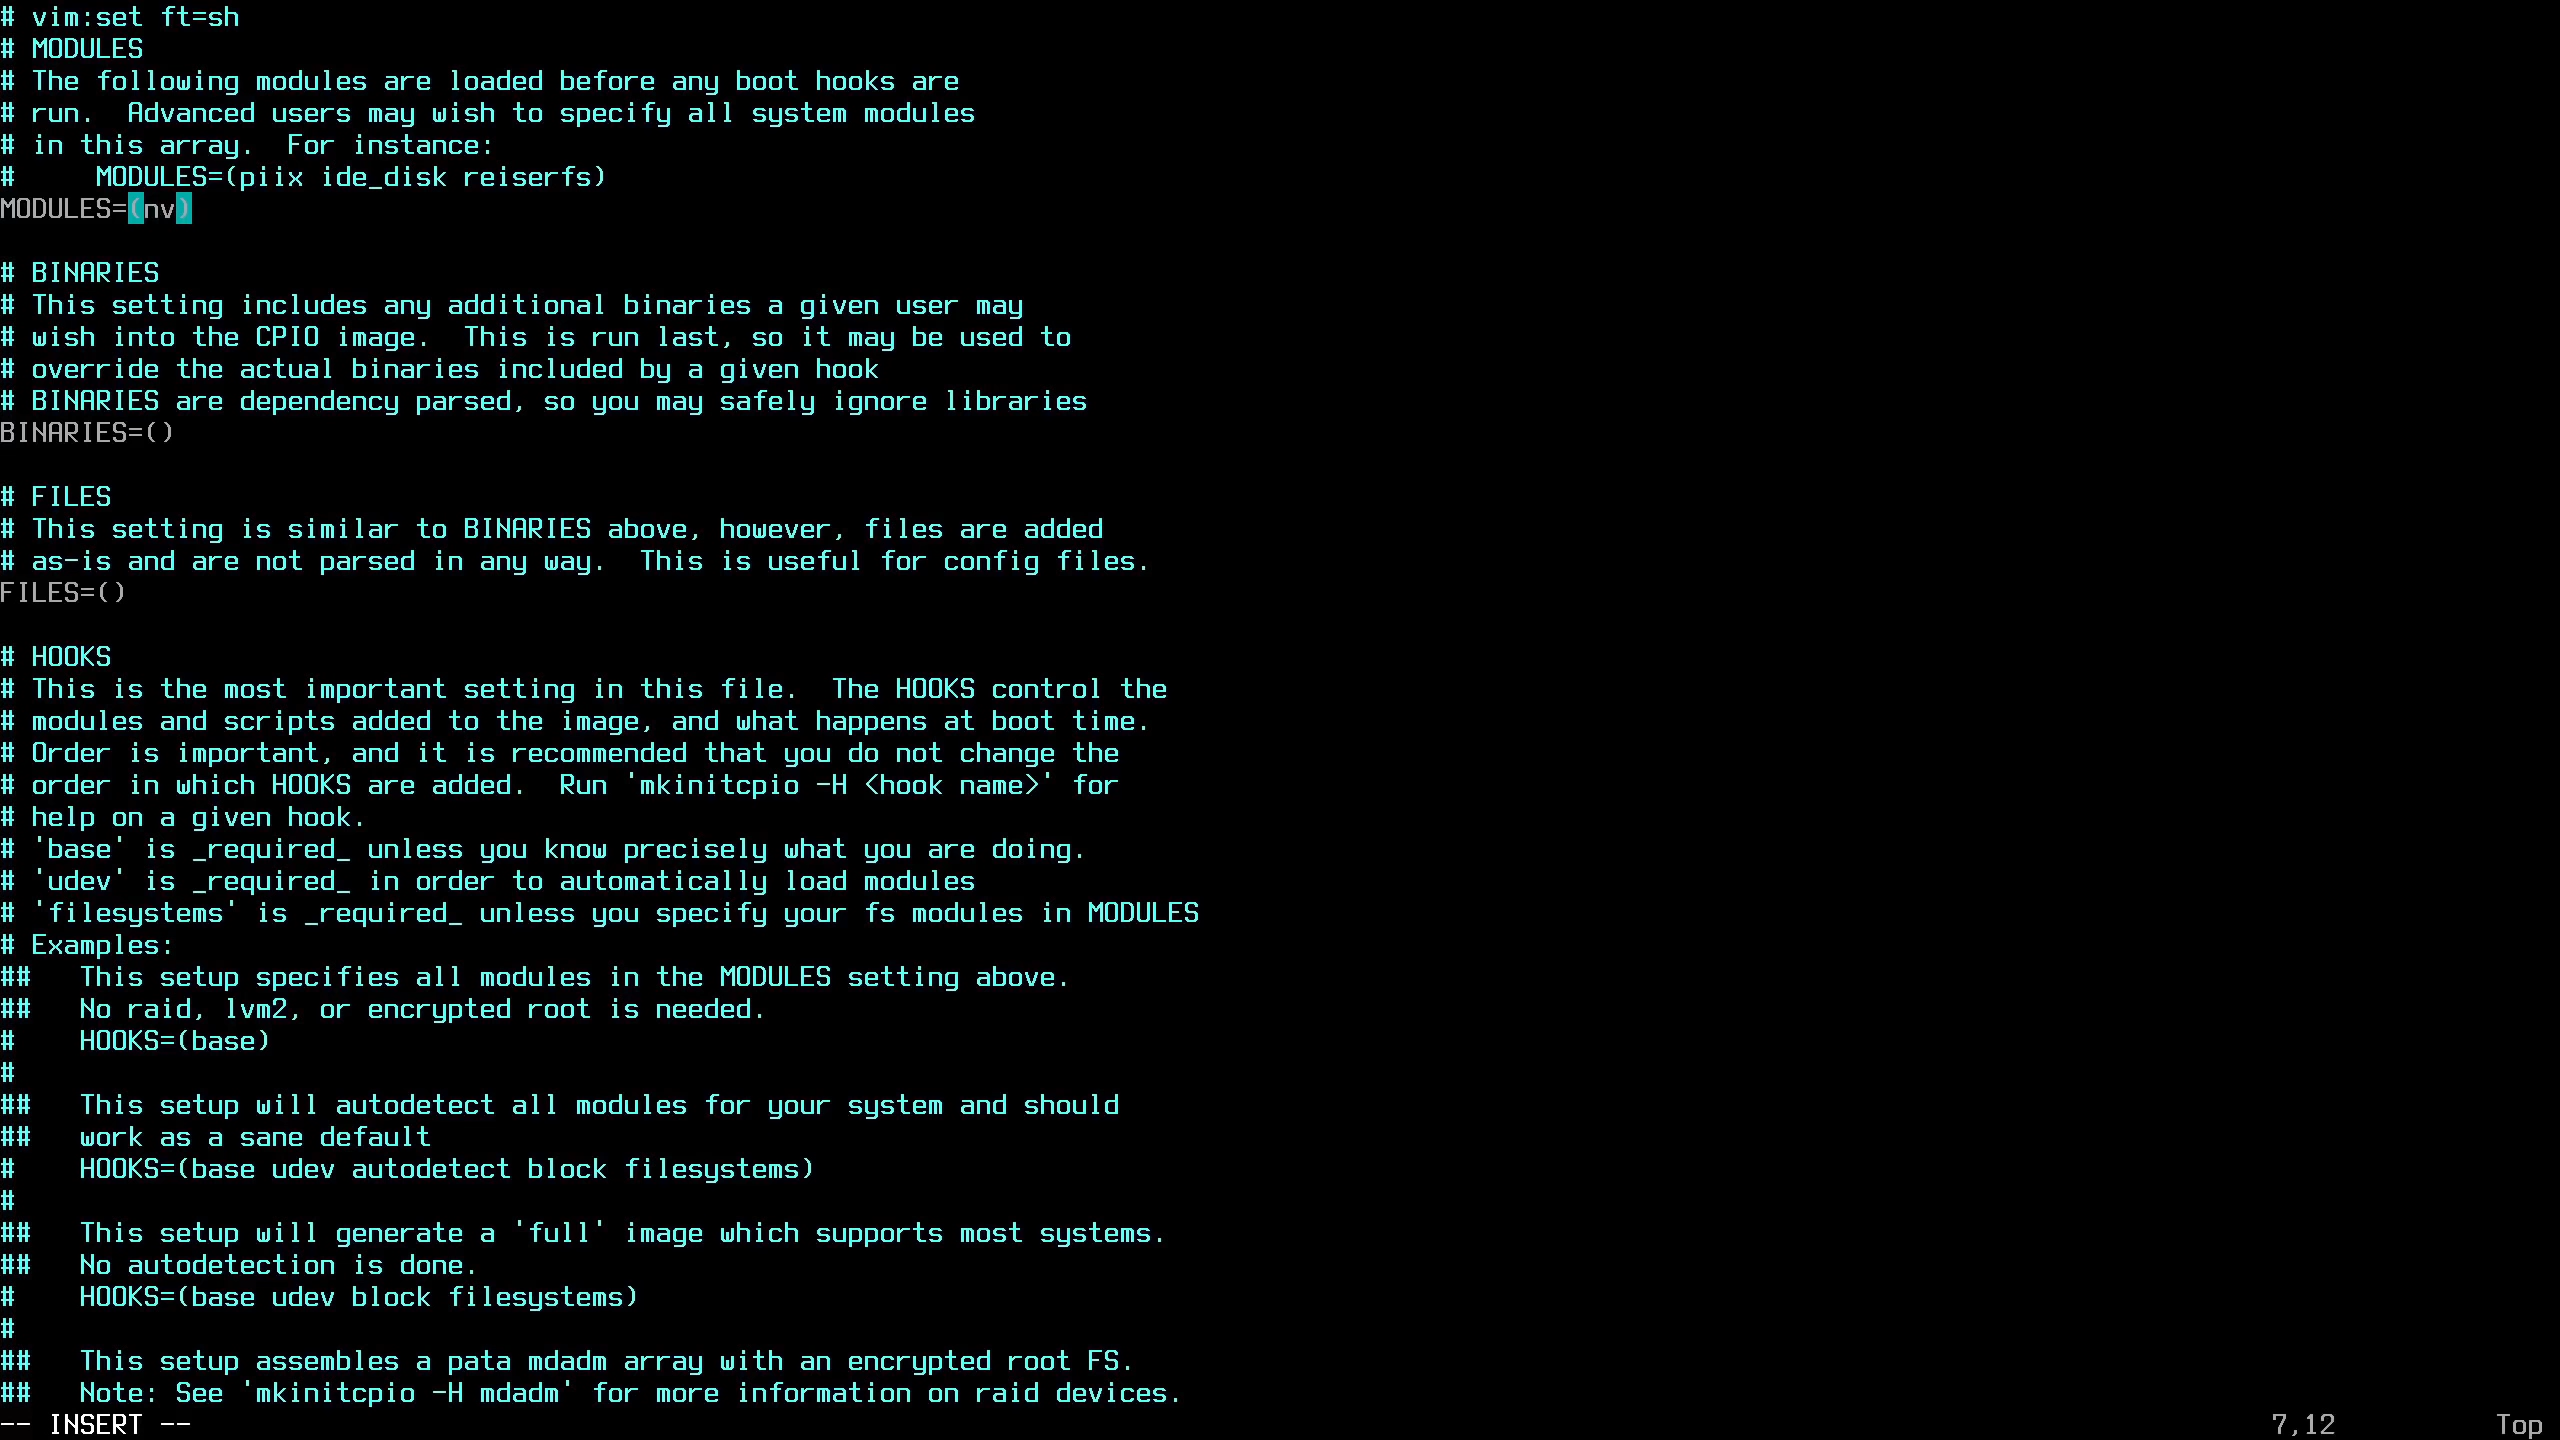 # vim:set ft=sh
# MODULES
# The following modules are loaded before any boot hooks are
# run.  Advanced users may wish to specify all system modules
# in this array.  For instance:
#     MODULES=(piix ide_disk reiserfs)
MODULES=(nv)

# BINARIES
# This setting includes any additional binaries a given user may
# wish into the CPIO image.  This is run last, so it may be used to
# override the actual binaries included by a given hook
# BINARIES are dependency parsed, so you may safely ignore libraries
BINARIES=()

# FILES
# This setting is similar to BINARIES above, however, files are added
# as-is and are not parsed in any way.  This is useful for config files.
FILES=()

# HOOKS
# This is the most important setting in this file.  The HOOKS control the
# modules and scripts added to the image, and what happens at boot time.
# Order is important, and it is recommended that you do not change the
# order in which HOOKS are added.  Run 'mkinitcpio -H <hook name>' for
# help on a given hook.
# 'base' is _required_ unless you know precisely what you are doing.
# 'udev' is _required_ in order to automatically load modules
# 'filesystems' is _required_ unless you specify your fs modules in MODULES
# Examples:
##   This setup specifies all modules in the MODULES setting above.
##   No raid, lvm2, or encrypted root is needed.
#    HOOKS=(base)
#
##   This setup will autodetect all modules for your system and should
##   work as a sane default
#    HOOKS=(base udev autodetect block filesystems)
#
##   This setup will generate a 'full' image which supports most systems.
##   No autodetection is done.
#    HOOKS=(base udev block filesystems)
#
##   This setup assembles a pata mdadm array with an encrypted root FS.
##   Note: See 'mkinitcpio -H mdadm' for more information on raid devices.
-- INSERT --                                      7,12          Top